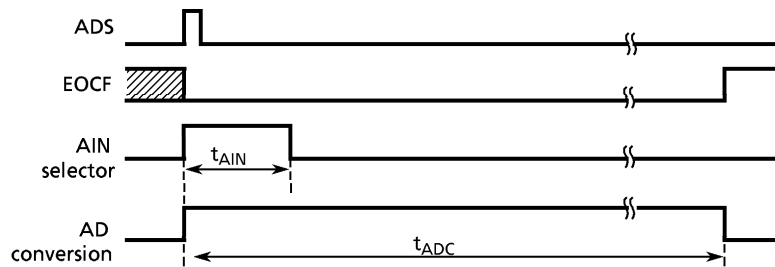 ADS
EOCF
AIN
selector
tAIN
AD
conversion
tADC